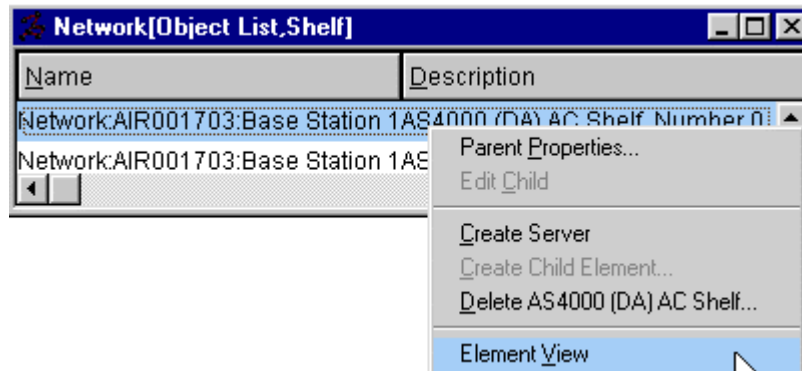 Network[Object List,Shelf]
Name Description
Network:AIR001703:Base Station 1AS4000 (DA) AC Shelf, Number 0;
Network:AIR001703:Base Station 1AS
Parent Properties...
Edit Child
Create Server
Create Child Element...
Delete AS4000 (DA) AC Shelf...
Element View